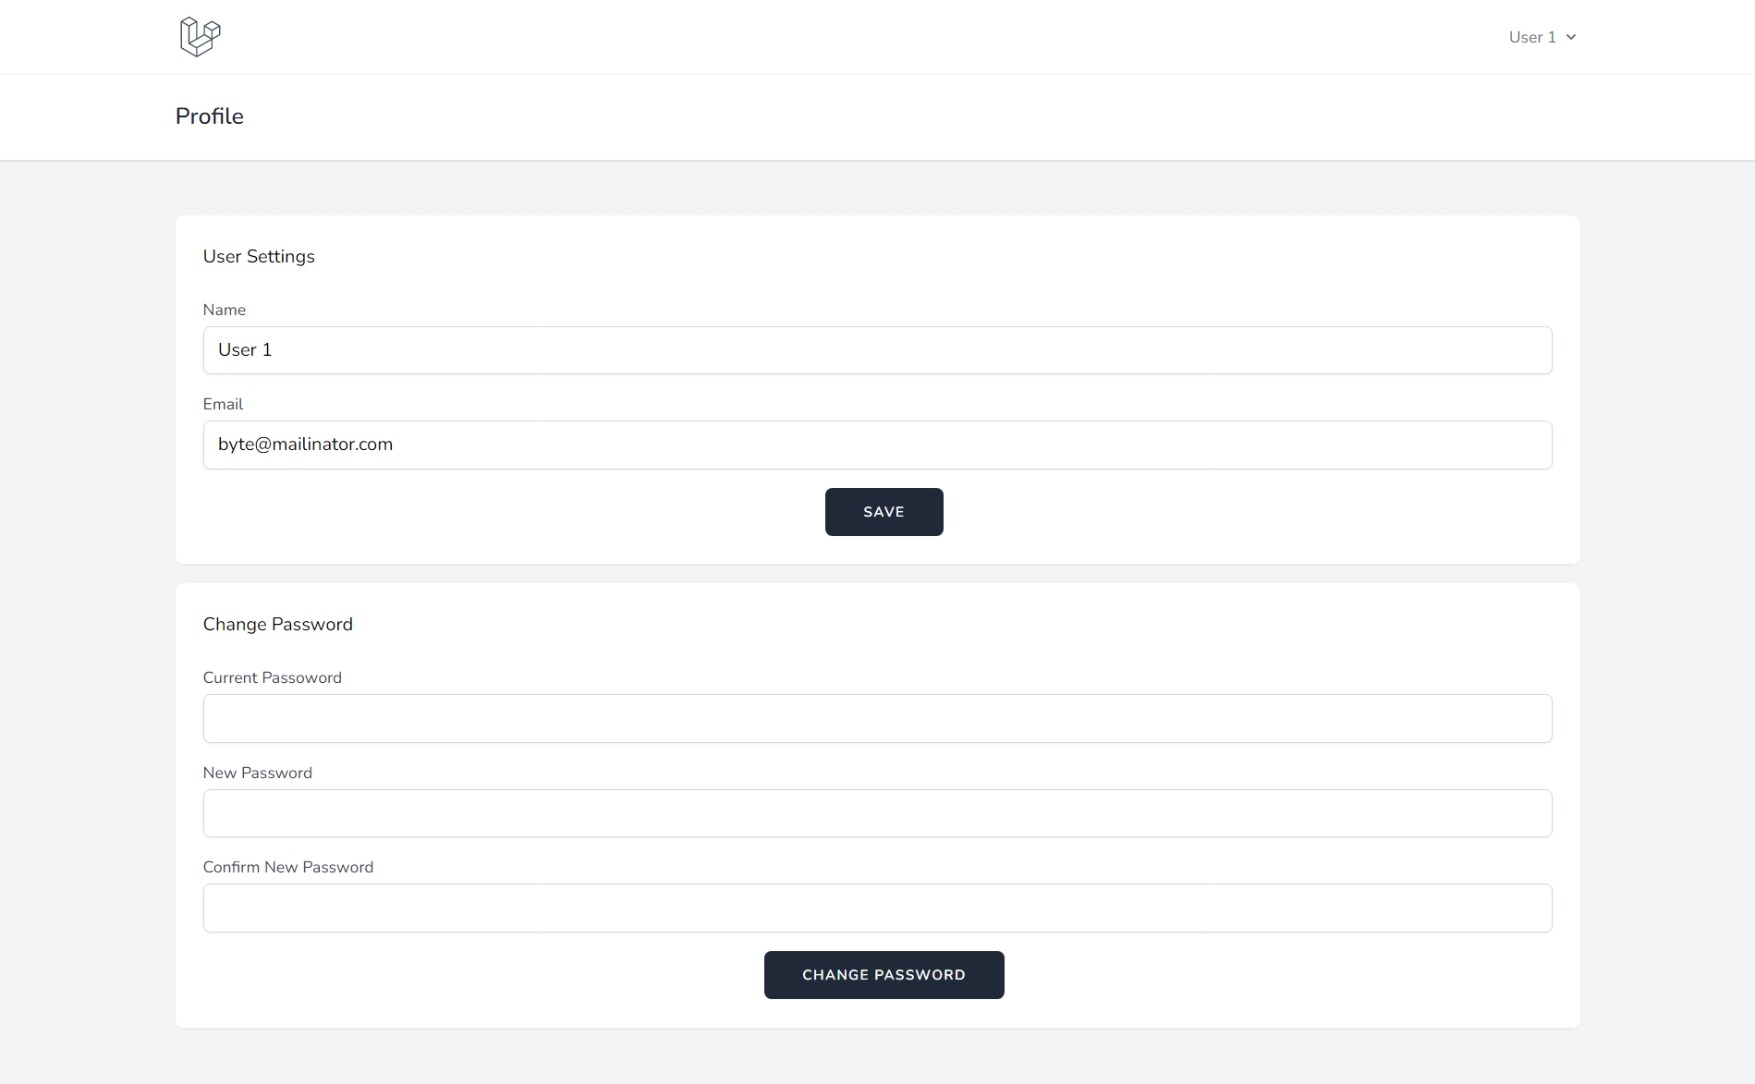 User 1
Profile
User Settings
Name
User 1
Email
byte@mailinator.com
SAVE
Change Password
Current Passoword
New Password
Confirm New Password
CHANGE PASSWORD